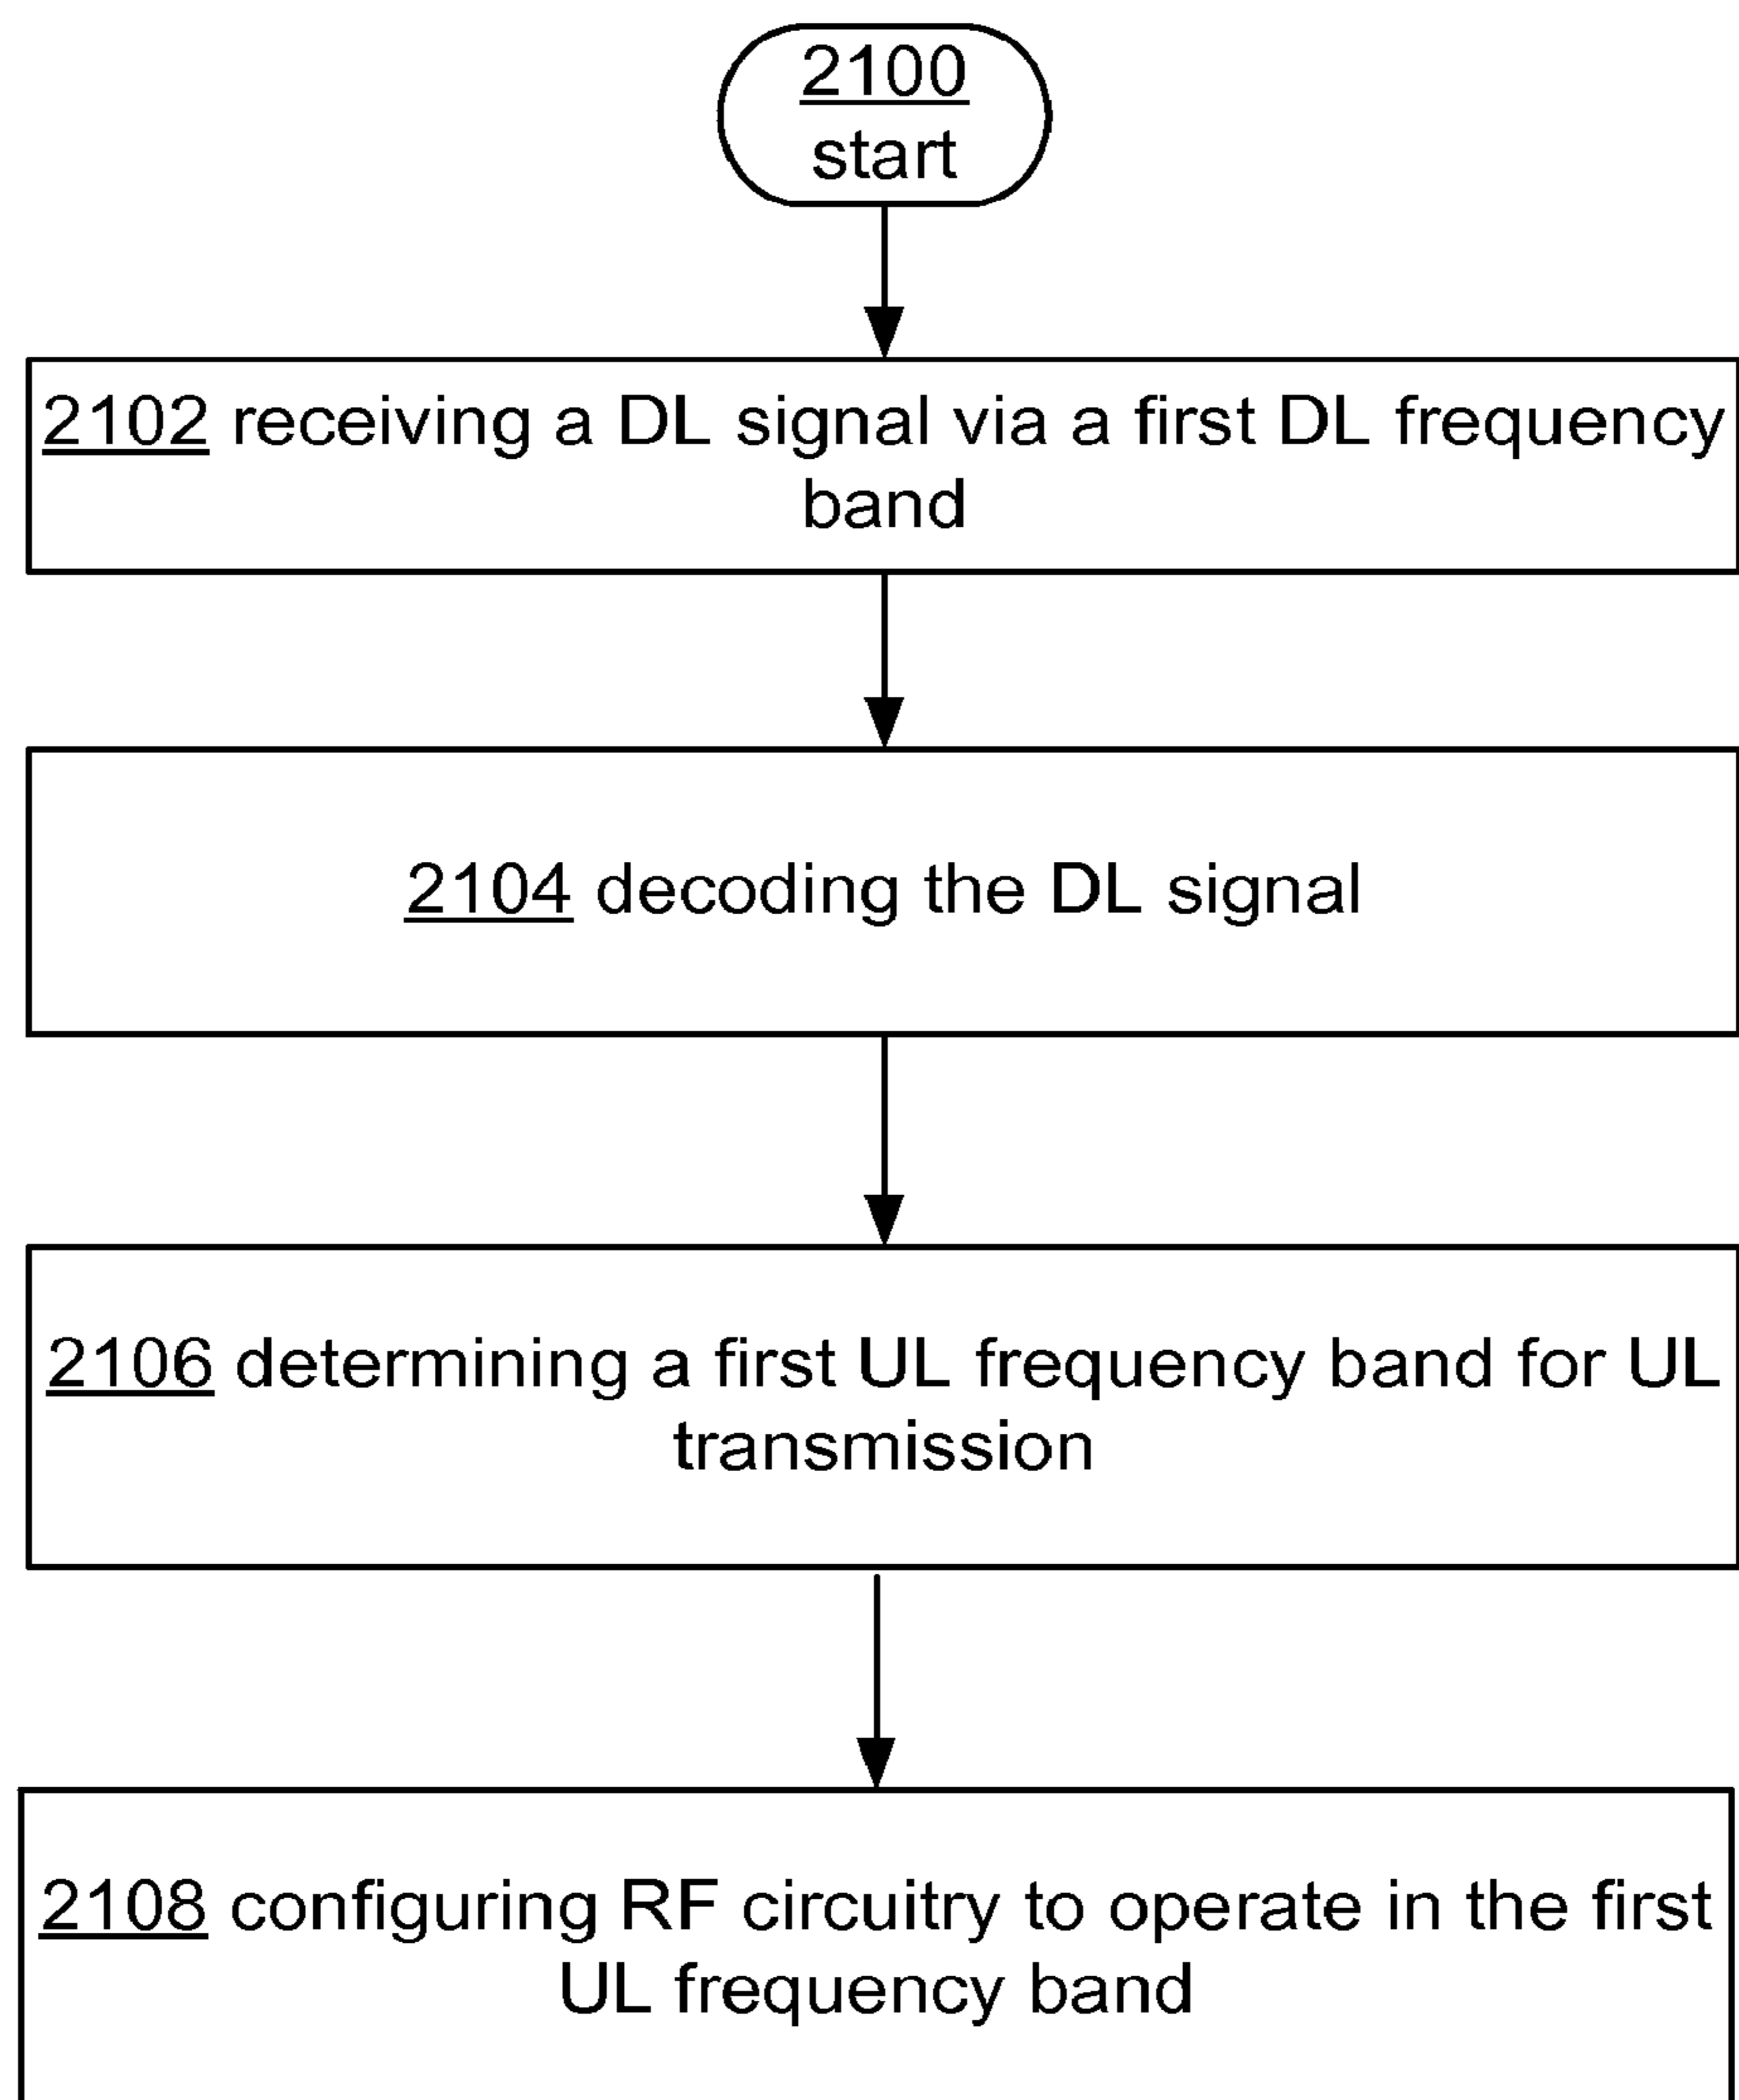 2100
start
2102 receiving a DL signal via a first DL frequency
band
2104 decoding the DL signal
2106 determining a first UL frequency band for UL
transmission
2108 configuring RF circuitry to operate in the first
UL frequency band